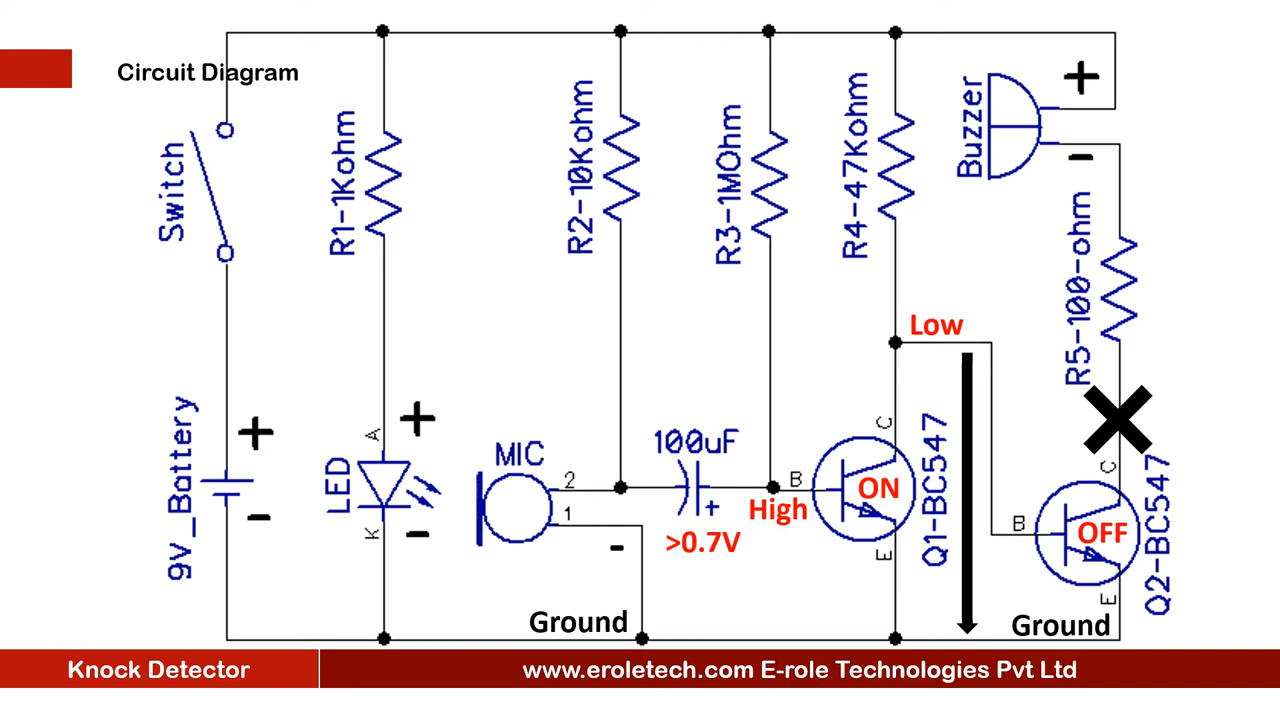 Circuit Diagram
Switch
R1-1Kohm
R2-10Kohm
R3-1MOhm
R4-47Kohm
Buzzer
+
-
R5-100-ohm
Low
9V_Battery
+
-
A
+
LED
K
-
MIC
2
1
-
100uF
+
>0.7V
B
High
C
ON
E
Q1-BC547
B
C
OFF
E
Q2-BC547
Ground
Ground
Knock Detector
www.eroletech.com E-role Technologies Pvt Ltd